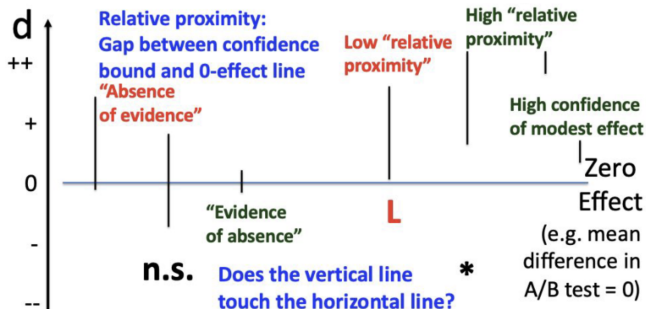 d
++
+
0
-
--
Relative proximity:
Gap between confidence
bound and 0-effect line
“Absence
of evidence”
Low “relative
proximity”
High “relative
proximity”
High confidence
of modest effect
Zero
Effect
(e.g. mean
difference in
A/B test = 0)
“Evidence
of absence”
L
n.s.
Does the vertical line
touch the horizontal line?
*